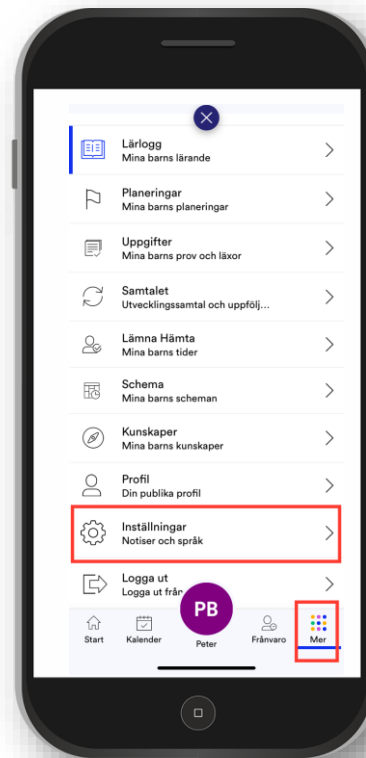 Lärlogg
Mina barns lärande
Planeringar
Mina barns planeringar
Uppgifter
Mina barns prov och läxor
Samtalet
Utvecklingssamtal och uppfölj...
Lämna Hämta
Mina barns tider
Schema
Mina barns scheman
Kunskaper
Mina barns kunskaper
Profil
Din publika profil
Inställningar
Notiser och språk
Logga ut
Logga ut från
PB
Start Kalender Peter Frånvaro Mer